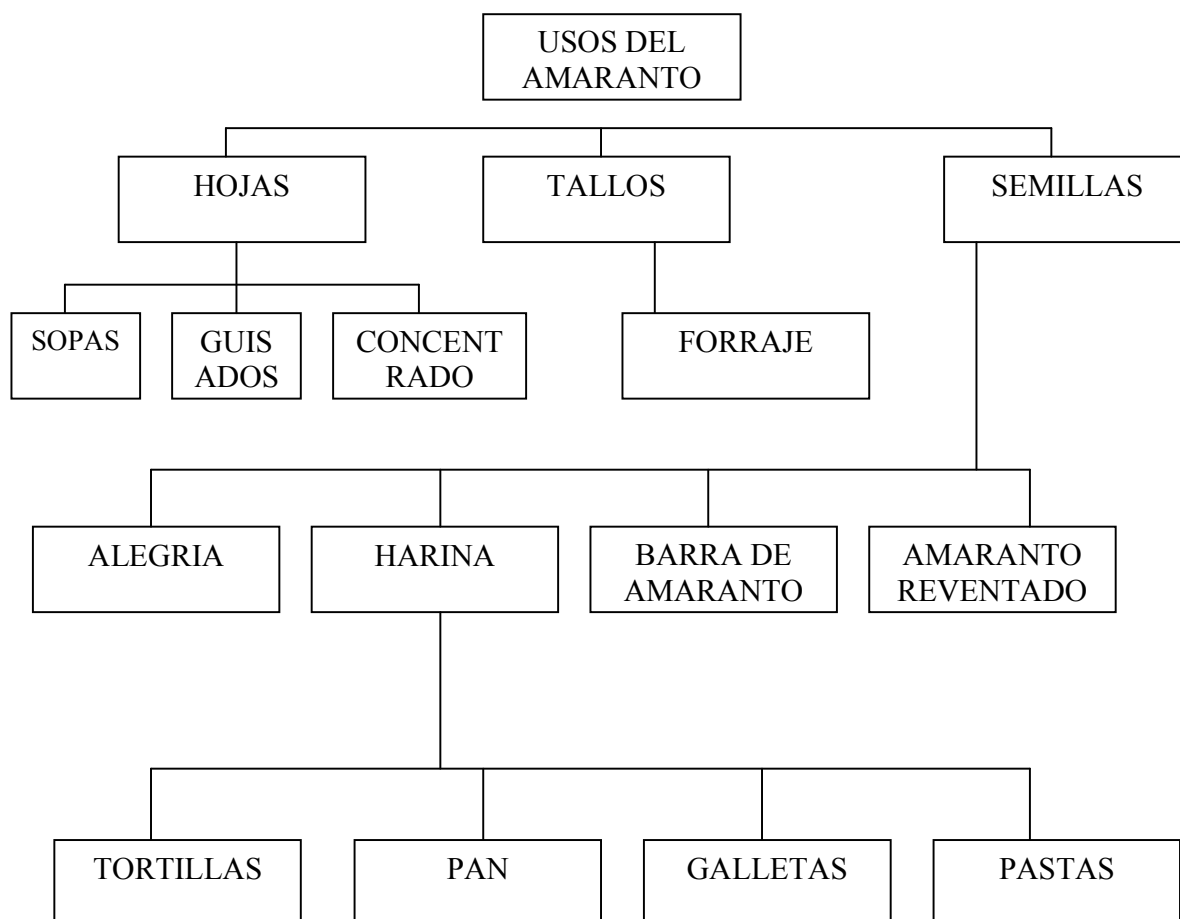 USOS DEL
AMARANTO
HOJAS
TALLOS
SEMILLAS
SOPAS
GUIS
ADOS
CONCENT
RADO
FORRAJE
ALEGRIA
HARINA
BARRA DE
AMARANTO
AMARANTO
REVENTADO
TORTILLAS
PAN
GALLETAS
PASTAS